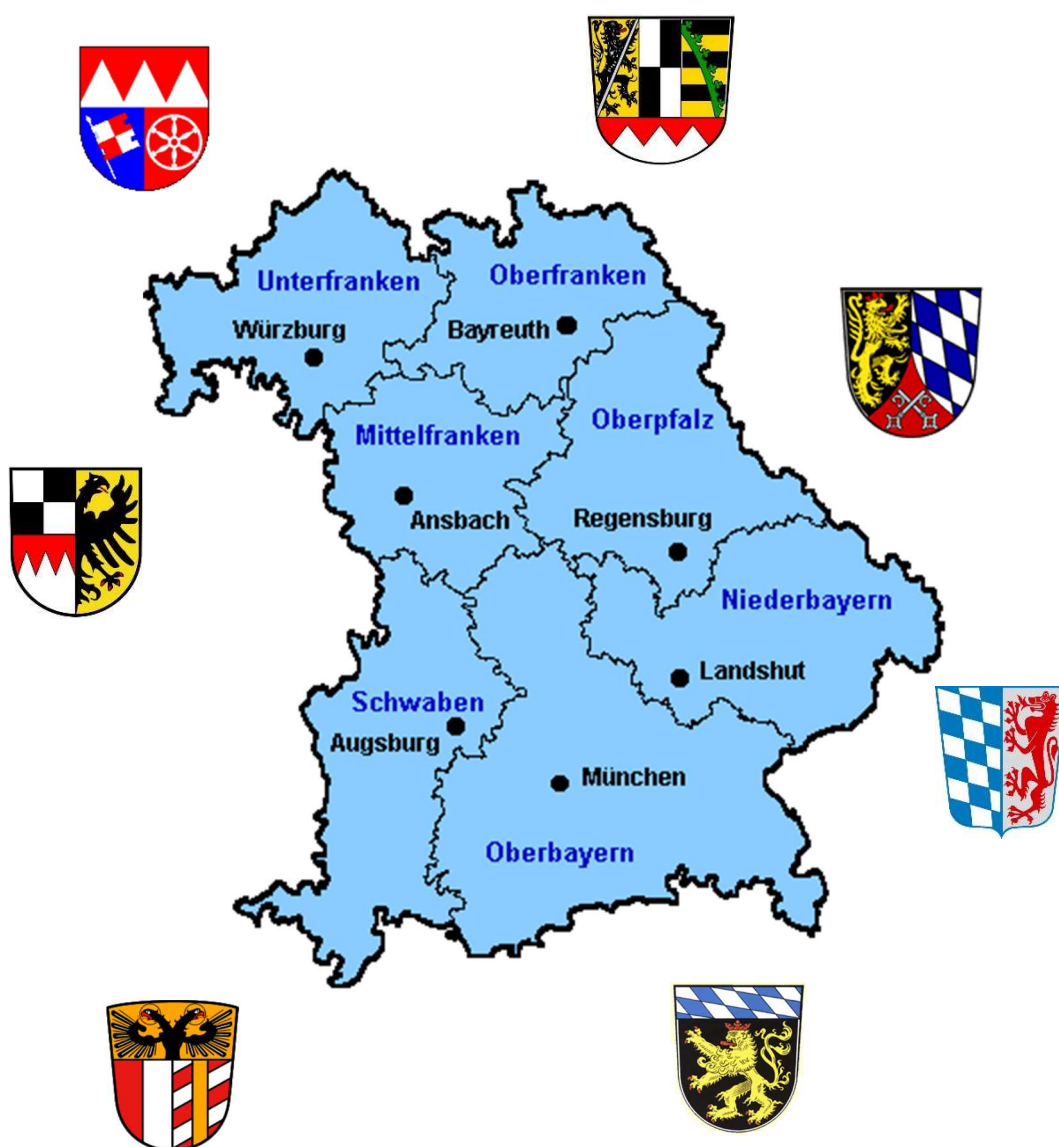 Unterfranken
Oberfranken
Würzburg
Bayreuth
Mittelfranken
Oberpfalz
Ansbach
Regensburg
Niederbayern
Landshut
Schwaben
Augsburg
München
Oberbayern